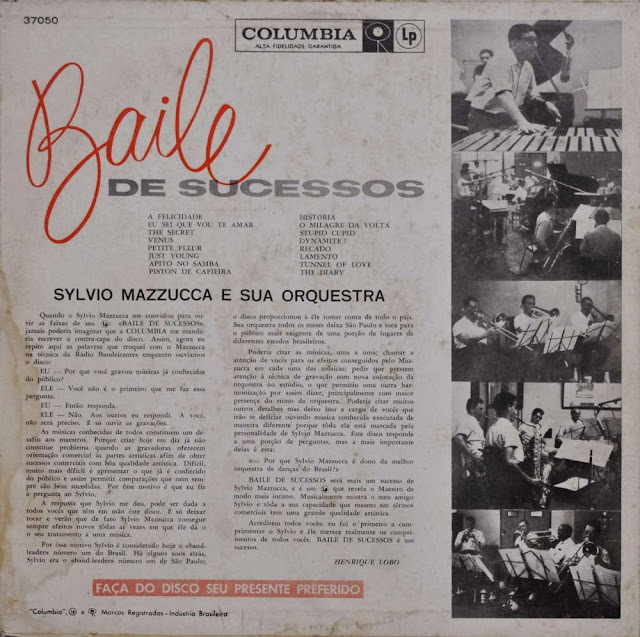 37050
COLUMBIA
ALTA FIDELIDADE GARANTIDA
Lp
Baile
DE SUCESSOS
A FELICIDADE
EU SEI QUE VOU TE AMAR
THE SECRET
VENUS
PETITE FLEUR
JUST YOUNG
APITO NO SAMBA
PISTON DE GAFIEIRA
HISTÓRIA
O MILAGRE DA VOLTA
STUPID CUPID
DYNAMITE !
RECADO
LAMENTO
TUNNEL OF LOVE
THE DIARY
SYLVIO MAZZUCCA E SUA ORQUESTRA
Quando o Sylvio Mazzucca me convidou para ou-
vir as faixas de seu Lp: «BAILE DE SUCESSOS»,
jamais poderia imaginar que a COLUMBIA me manda-
ria escrever a contra-capa do disco. Assim, agora eu
repito aqui as palavras que troquei com o Mazzucca
na técnica da Rádio Bandeirantes enquanto ouvíamos
o disco:
EU — Por que você gravou músicas já conhecidas
do público?
ELE — Você não é o primeiro que me faz essa
pergunta.
EU — Então responda.
ELE — Não. Aos outros eu respondi. A você,
não será preciso. É só ouvir as gravações.
As músicas conhecidas de todos constituem um de-
safio aos maestros. Porque criar hoje em dia já não
constitue problema quando as gravadoras oferecem
orientação comercial às partes artísticas afim de obter
sucessos comerciais com bôa qualidade artística. Difícil,
muito mais difícil é apresentar o que já é conhecido
do público e assim permitir comparações que nem sem-
pre são bem sucedidas. Por êsse motivo é que eu fiz
a pergunta ao Sylvio.
A resposta que Sylvio me deu, pode ser dada a
todos vocês que têm em mão êste disco. É só deixar
tocar e verão que de fato Sylvio Mazzucca consegue
sempre efeitos novos tôdas as vezes em que êle dá o
o seu tratamento a uma música.
Por êsse motivo Sylvio é considerado hoje o «band-
leader» número um do Brasil. Há alguns anos atrás,
Sylvio era o «band-leader» número um de São Paulo;
o disco proporcionou à êle tomar conta de todo o país.
Sua orquestra todos os meses deixa São Paulo e toca para
o público mais exigente de uma porção de lugares de
diferentes estados brasileiros.
Poderia citar as músicas, uma a uma; chamar a
atenção de vocês para os efeitos conseguidos pelo Maz-
zucca em cada uma das músicas; pedir que prestem
atenção à técnica de gravação com nova colocação da
orquestra no estúdio, o que permitiu uma outra har-
monização por assim dizer, principalmente com maior
presença do ritmo da orquestra. Poderia citar muitos
outros detalhes mas deixo isso a cargo de vocês que
irão se deliciar ouvindo música conhecida executada de
maneira diferente porque tôda ela está marcada pela
personalidade de Sylvio Mazzucca. Este disco responde
a uma porção de perguntas, mas a mais importante
delas é esta:
«— Por que Sylvio Mazzucca é dono da melhor
orquestra de danças do Brasil?»
BAILE DE SUCESSOS será mais um sucesso de
Sylvio Mazzucca, e é um Lp que revela o Maestro de
modo mais íntimo. Musicalmente mostra o meu amigo
Sylvio e tôda a sua capacidade que mesmo em têrmos
comerciais tem uma grande qualidade artística.
Acreditem todos vocês: eu fui o primeiro a cum-
primentar o Sylvio e êle merece realmente os cumpri-
mentos de todos vocês. BAILE DE SUCESSOS é um
sucesso.
HENRIQUE LOBO
FAÇA DO DISCO SEU PRESENTE PREFERIDO
"Columbia", Lp e Marcas Registradas - Indústria Brasileira